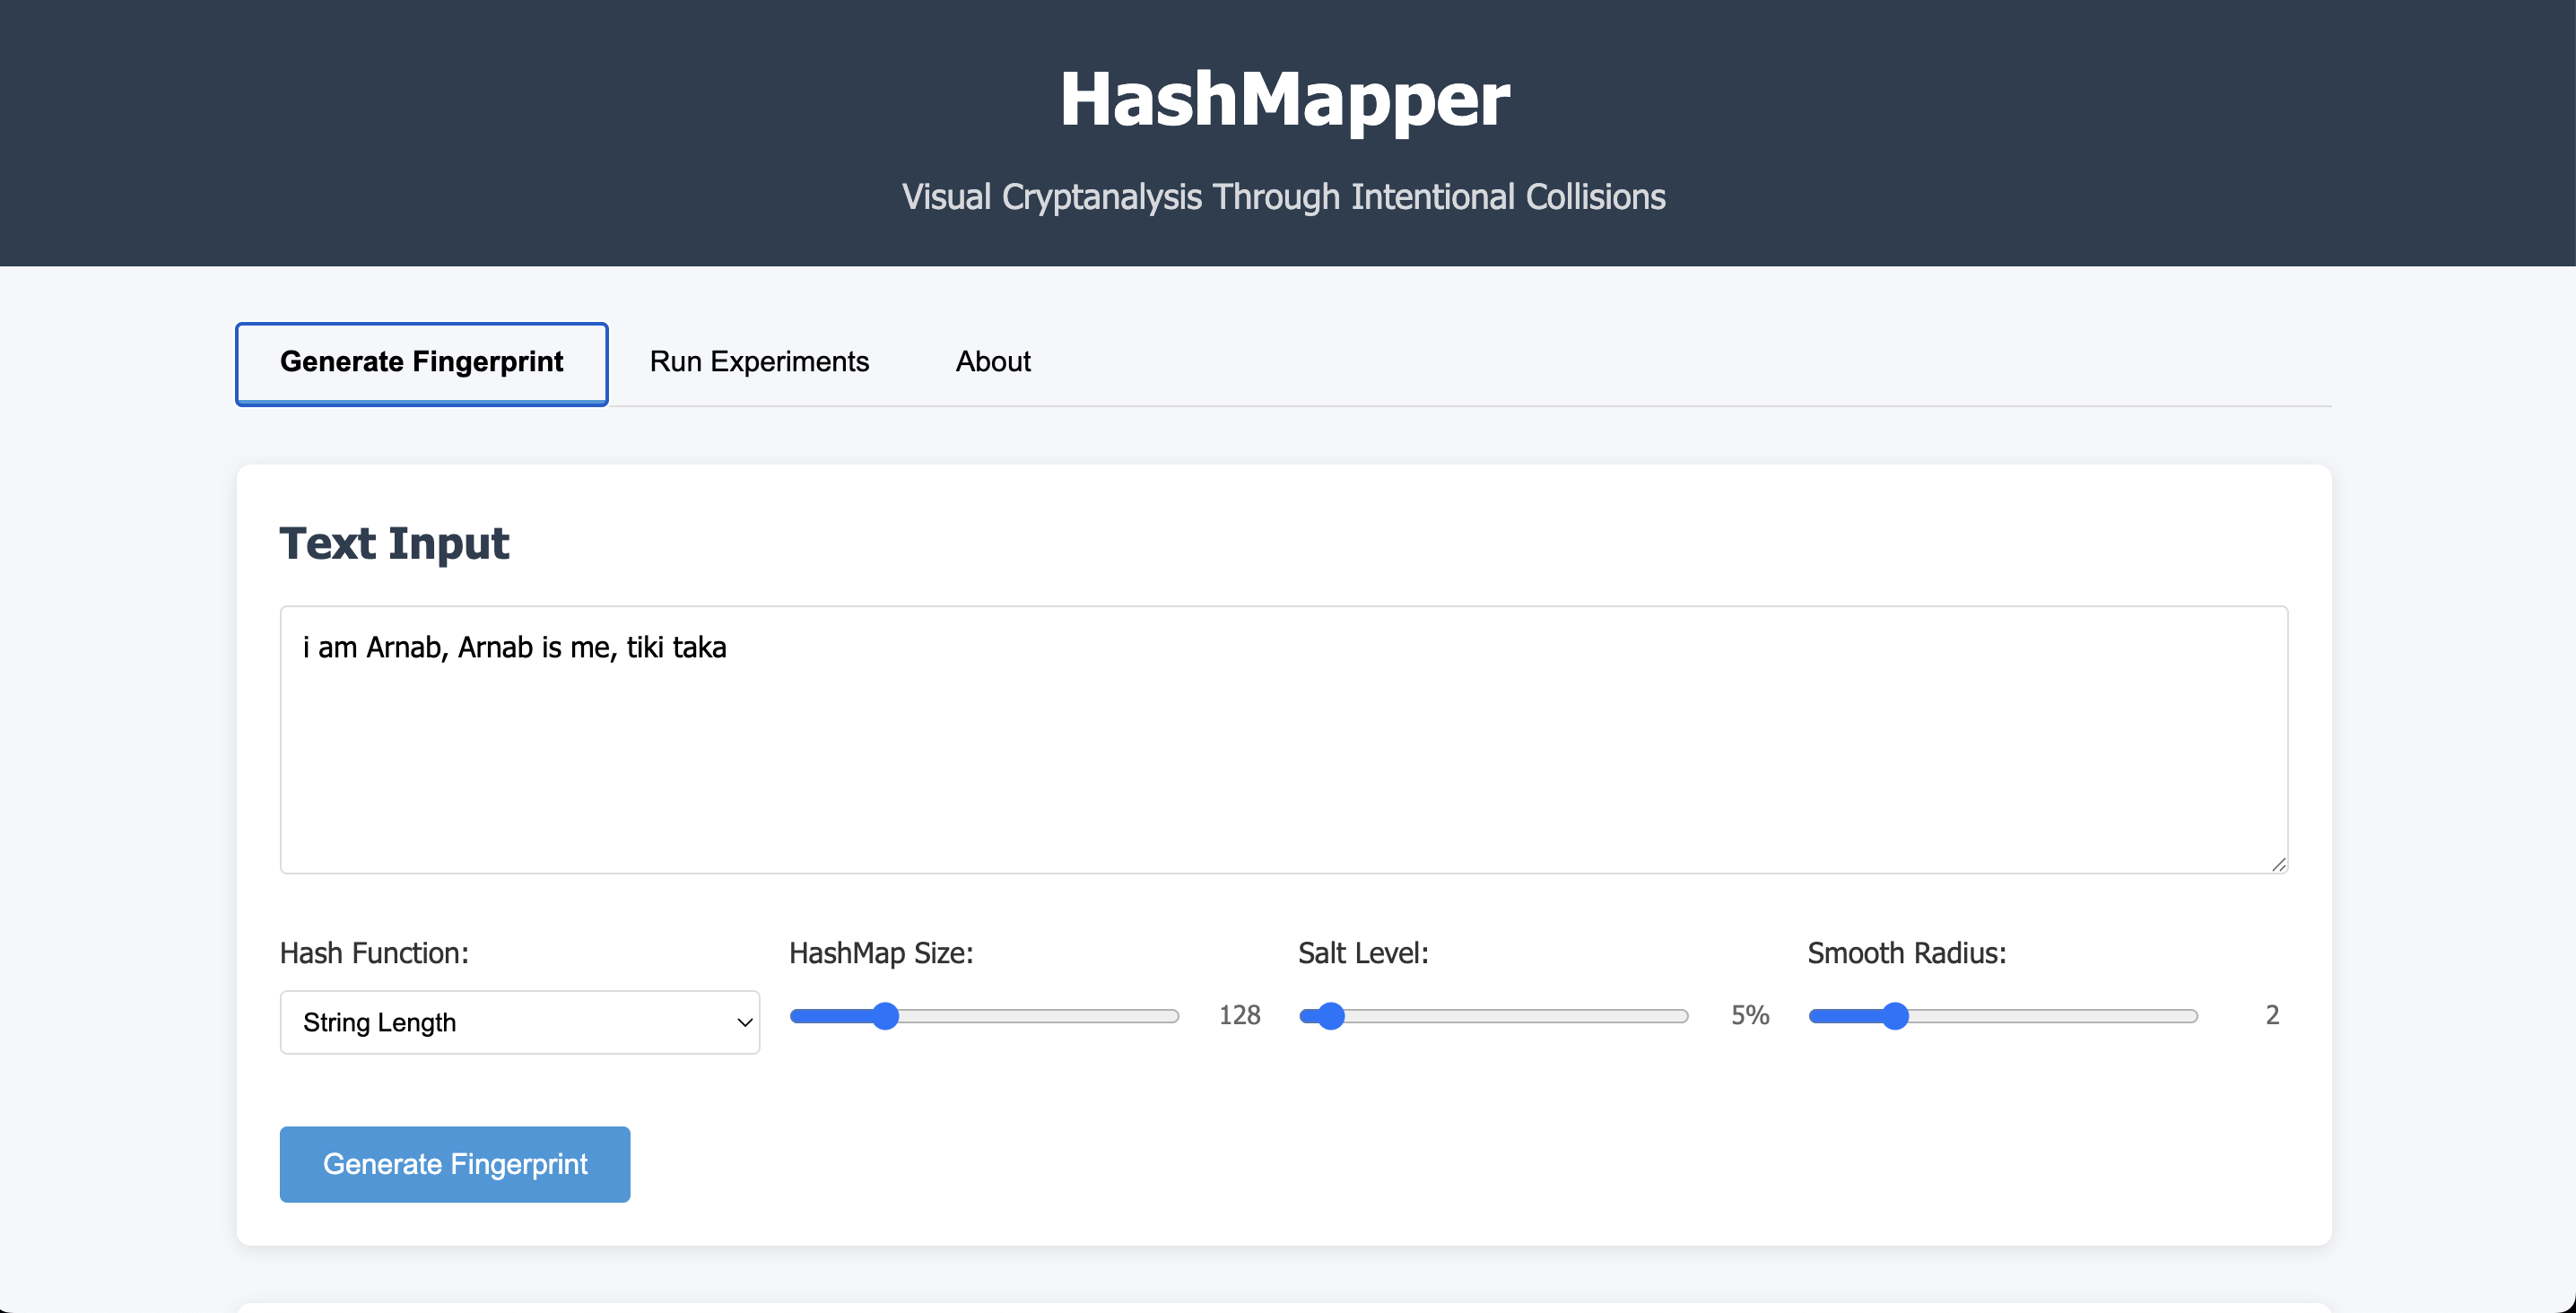 HashMapper
Visual Cryptanalysis Through Intentional Collisions
Generate Fingerprint Run Experiments About
Text Input
i am Arnab, Arnab is me, tiki taka
Hash Function: HashMap Size: Salt Level: Smooth Radius:
String Length 128 5% 2
Generate Fingerprint